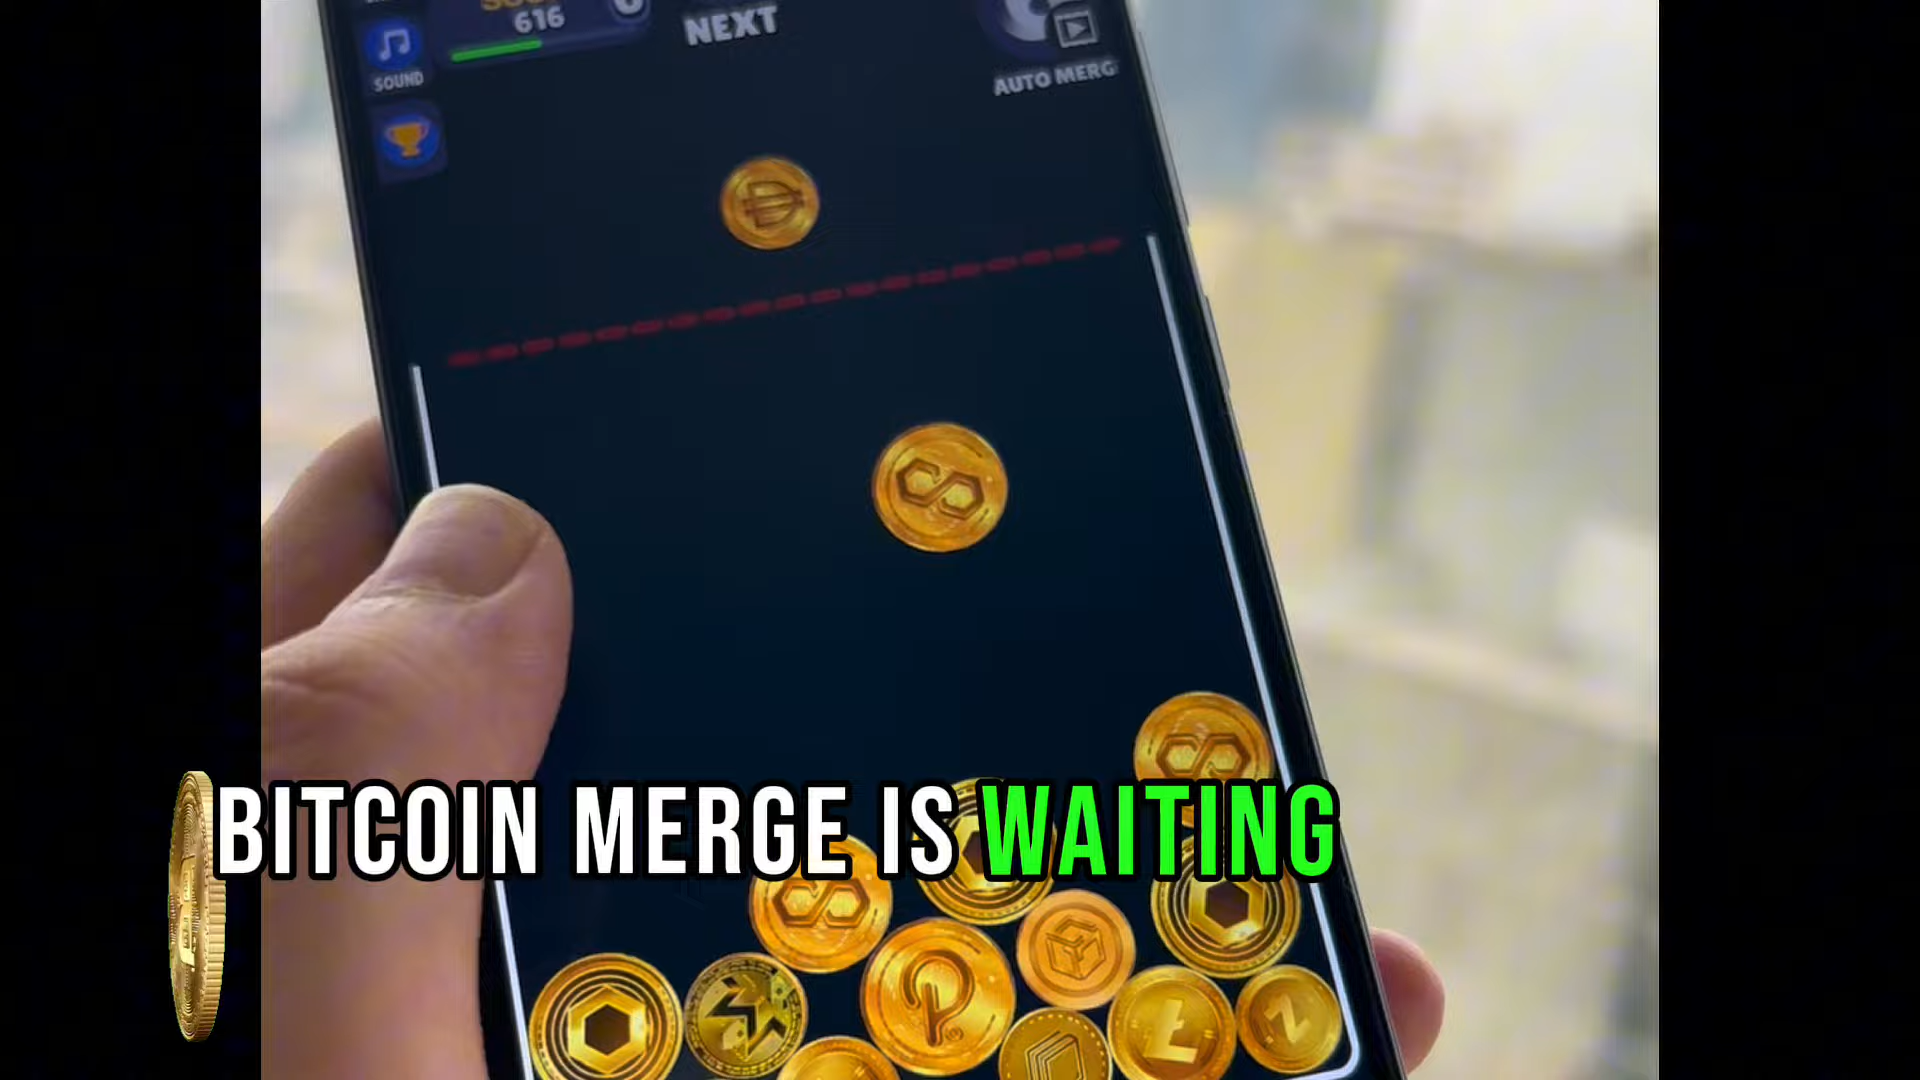 616
NEXT
SOUND
AUTO MERG
BITCOIN MERGE IS WAITING